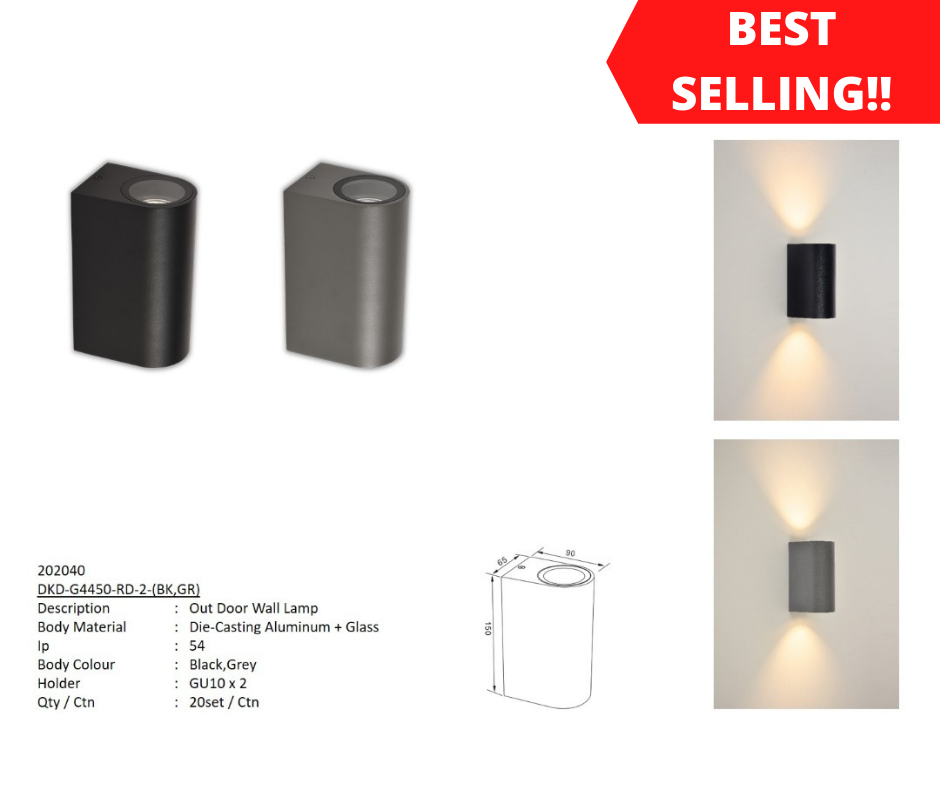 BEST
SELLING!!
202040
DKD-G4450-RD-2-(BK,GR)
Description : Out Door Wall Lamp
Body Material : Die-Casting Aluminum + Glass
Ip : 54
Body Colour : Black,Grey
Holder : GU10 x 2
Qty / Ctn : 20set / Ctn
65
90
150